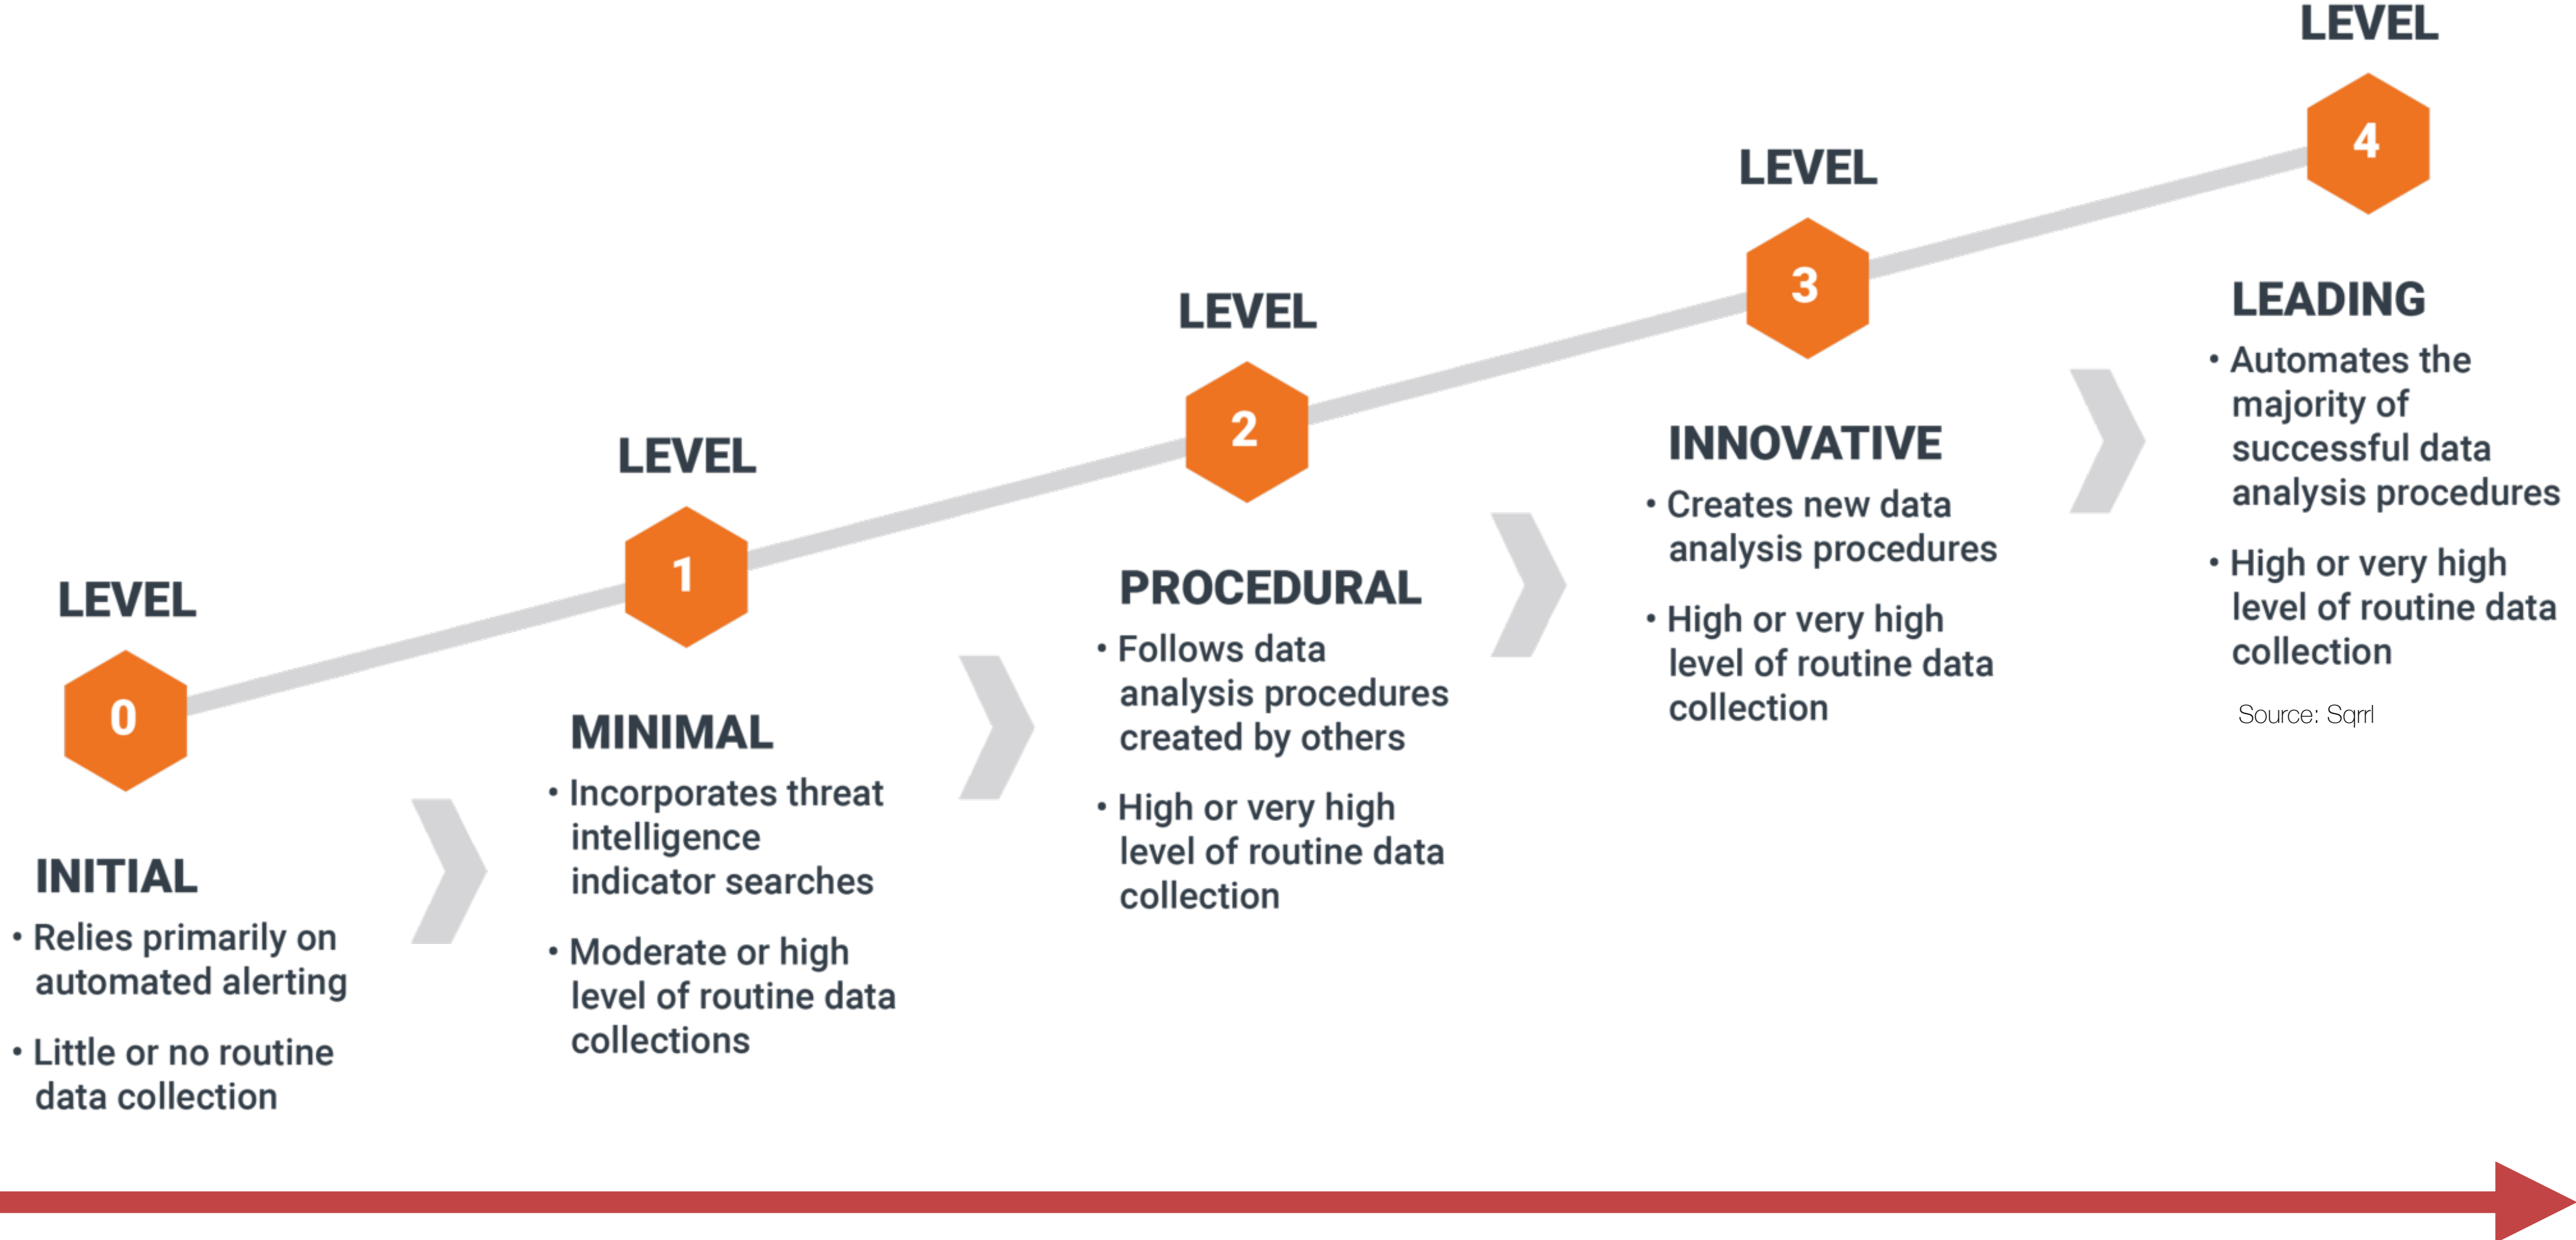 LEVEL
0
INITIAL
• Relies primarily on
automated alerting
• Little or no routine
data collection
LEVEL
1
MINIMAL
• Incorporates threat
intelligence
indicator searches
• Moderate or high
level of routine data
collections
LEVEL
2
PROCEDURAL
• Follows data
analysis procedures
created by others
• High or very high
level of routine data
collection
LEVEL
3
INNOVATIVE
• Creates new data
analysis procedures
• High or very high
level of routine data
collection
LEVEL
4
LEADING
• Automates the
majority of
successful data
analysis procedures
• High or very high
level of routine data
collection
Source: Sqrrl